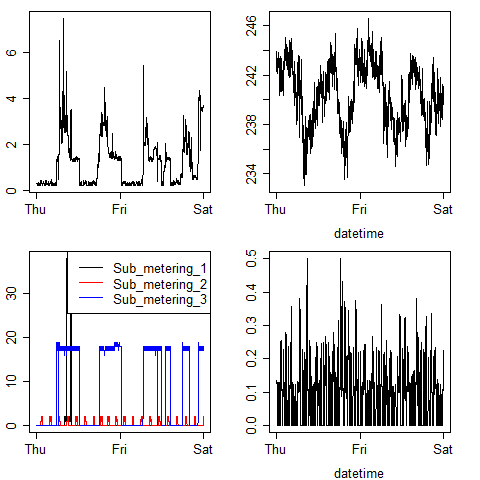 6
4
2
0
Thu Fri Sat
246
242
238
234
Thu Fri Sat
datetime
30
20
10
0
Sub_metering_1
Sub_metering_2
Sub_metering_3
Thu Fri Sat
0.5
0.4
0.3
0.2
0.1
0.0
Thu Fri Sat
datetime